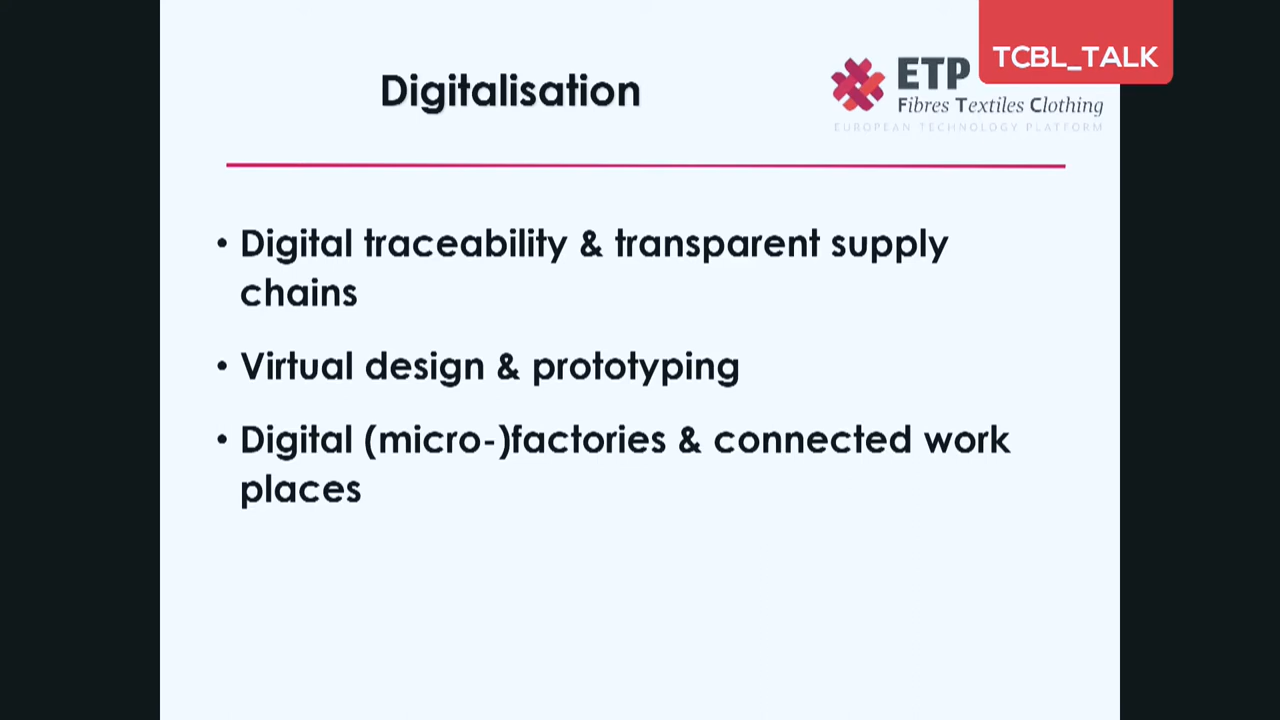 Digitalisation
ETP
Fibres Textiles Clothing
EUROPEAN TECHNOLOGY PLATFORM
TCBL_TALK
• Digital traceability & transparent supply
chains
• Virtual design & prototyping
• Digital (micro-)factories & connected work
places